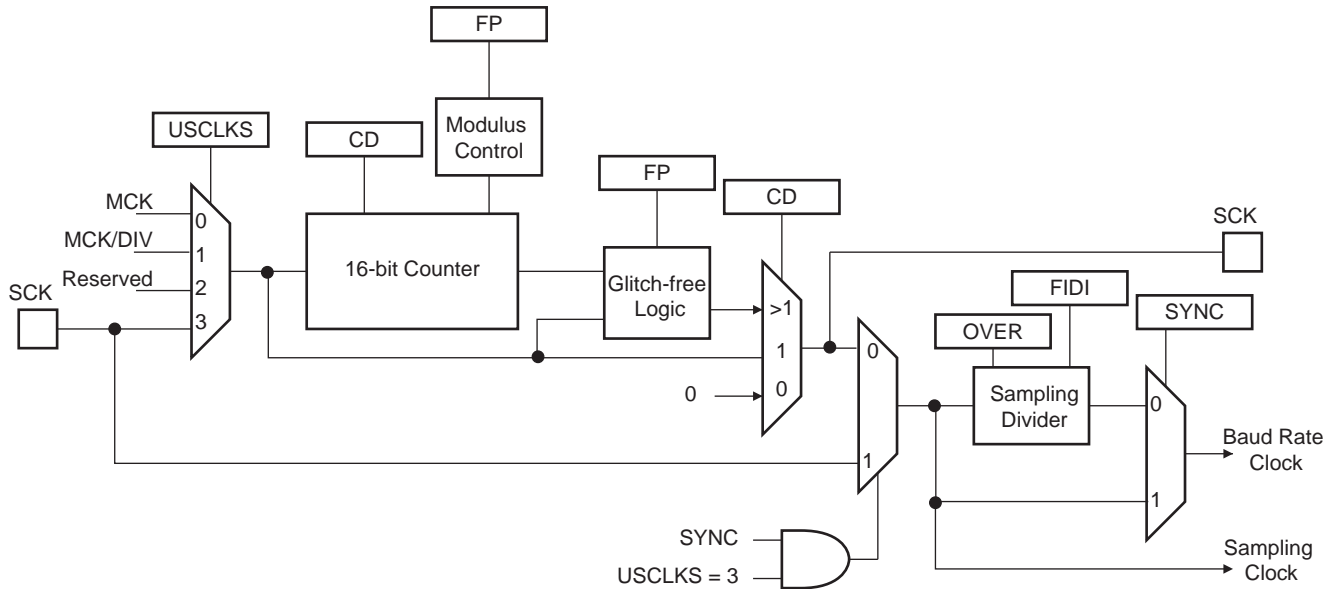 FP
USCLKS
CD
Modulus
Control
FP
CD
MCK
0
MCK/DIV
1
Reserved
2
SCK
3
16-bit Counter
Glitch-free
Logic
>1
1
0
0
SCK
FIDI
OVER
SYNC
0
1
Sampling
Divider
0
1
Baud Rate
Clock
SYNC
USCLKS = 3
Sampling
Clock